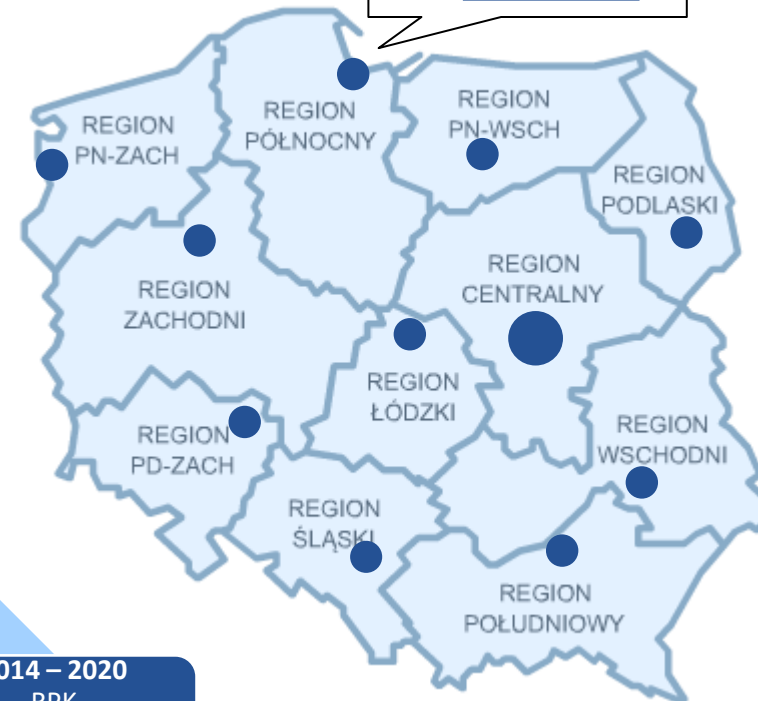 REGION
PÓŁNOCNY
REGION
PN-WSCH
REGION
PN-ZACH
REGION
PODLASKI
REGION
CENTRALNY
REGION
ZACHODNI
REGION
ŁÓDZKI
REGION
PD-ZACH
REGION
WSCHODNI
REGION
ŚLĄSKI
REGION
POŁUDNIOWY
014 – 2020